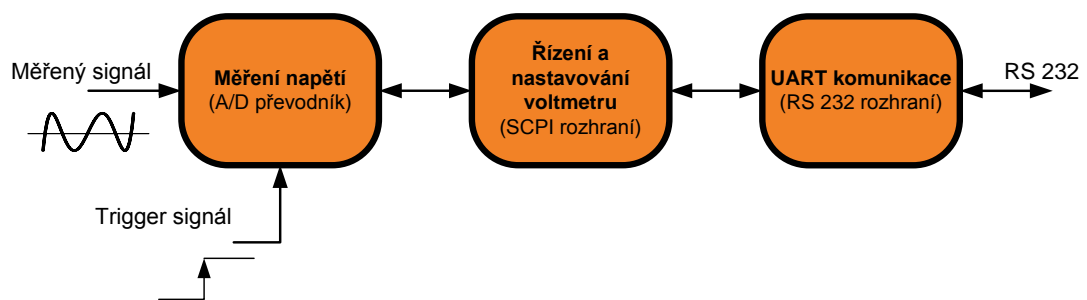 Měřený signál
Měření napětí
(A/D převodník)
Řízení a
nastavování
voltmetru
(SCPI rozhraní)
UART komunikace
(RS 232 rozhraní)
RS 232
Trigger signál